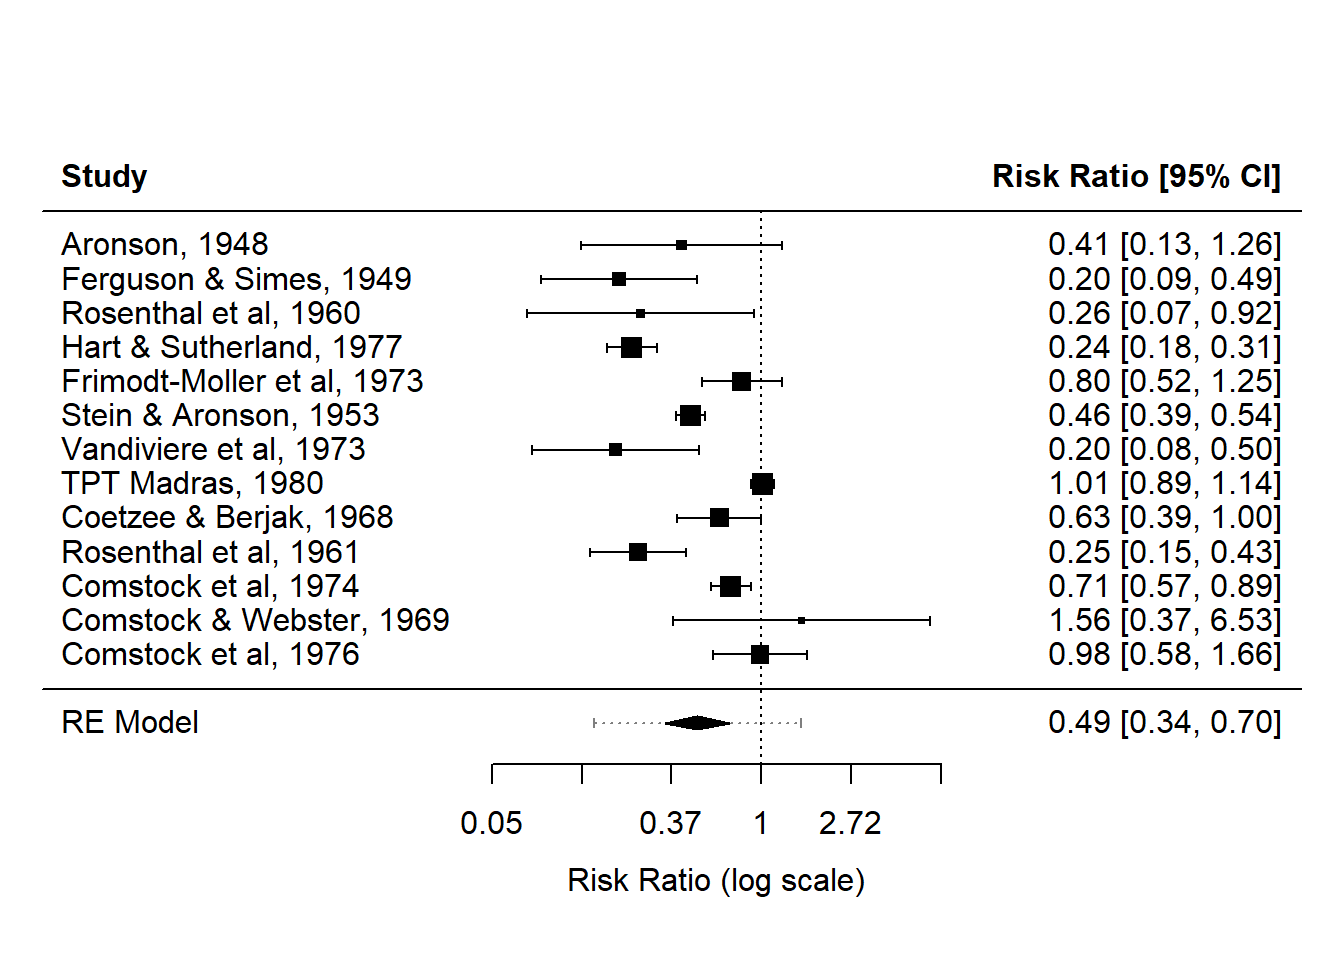 Study Risk Ratio [95% CI]
Aronson, 1948 0.41 [0.13, 1.26]
Ferguson & Simes, 1949 0.20 [0.09, 0.49]
Rosenthal et al, 1960 0.26 [0.07, 0.92]
Hart & Sutherland, 1977 0.24 [0.18, 0.31]
Frimodt-Moller et al, 1973 0.80 [0.52, 1.25]
Stein & Aronson, 1953 0.46 [0.39, 0.54]
Vandiviere et al, 1973 0.20 [0.08, 0.50]
TPT Madras, 1980 1.01 [0.89, 1.14]
Coetzee & Berjak, 1968 0.63 [0.39, 1.00]
Rosenthal et al, 1961 0.25 [0.15, 0.43]
Comstock et al, 1974 0.71 [0.57, 0.89]
Comstock & Webster, 1969 1.56 [0.37, 6.53]
Comstock et al, 1976 0.98 [0.58, 1.66]
RE Model 0.49 [0.34, 0.70]
0.05 0.37 1 2.72
Risk Ratio (log scale)